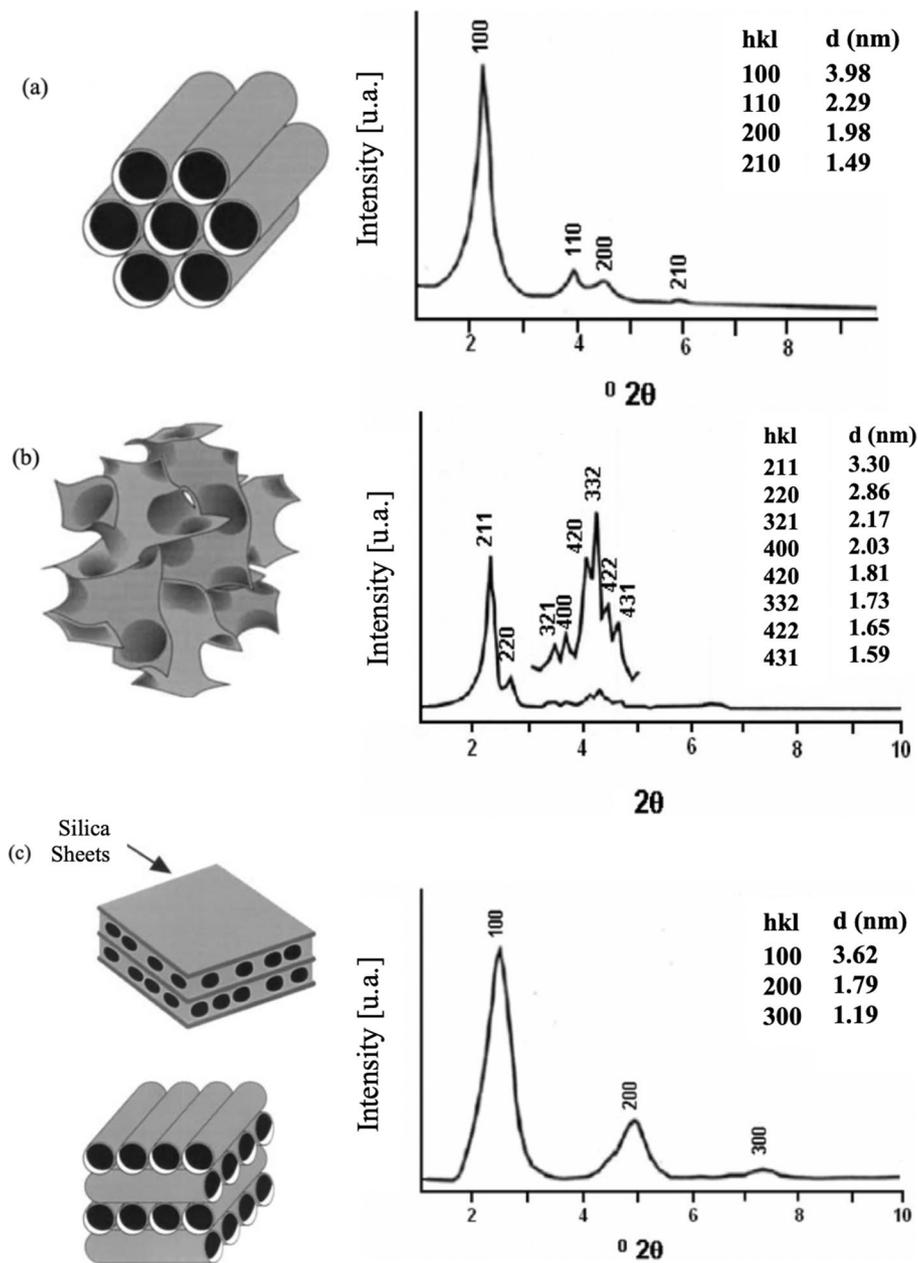 (a)
Intensity [u.a.]
100
110
200
210
hkl d (nm)
100 3.98
110 2.29
200 1.98
210 1.49
2 4 6 8
0 2θ
(b)
Intensity [u.a.]
211
220
321
400
420
332
422
431
hkl d (nm)
211 3.30
220 2.86
321 2.17
400 2.03
420 1.81
332 1.73
422 1.65
431 1.59
2 4 6 8 10
2θ
(c)
Silica
Sheets
Intensity [u.a.]
100
200
300
hkl d (nm)
100 3.62
200 1.79
300 1.19
2 4 6 8 10
0 2θ